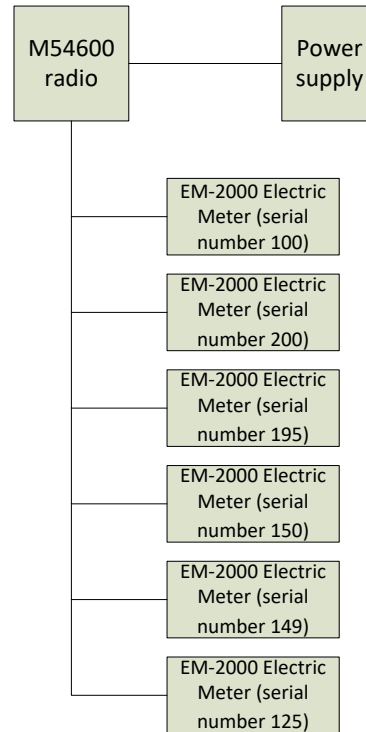 M54600
radio
Power
supply
EM-2000 Electric
Meter (serial
number 100)
EM-2000 Electric
Meter (serial
number 200)
EM-2000 Electric
Meter (serial
number 195)
EM-2000 Electric
Meter (serial
number 150)
EM-2000 Electric
Meter (serial
number 149)
EM-2000 Electric
Meter (serial
number 125)